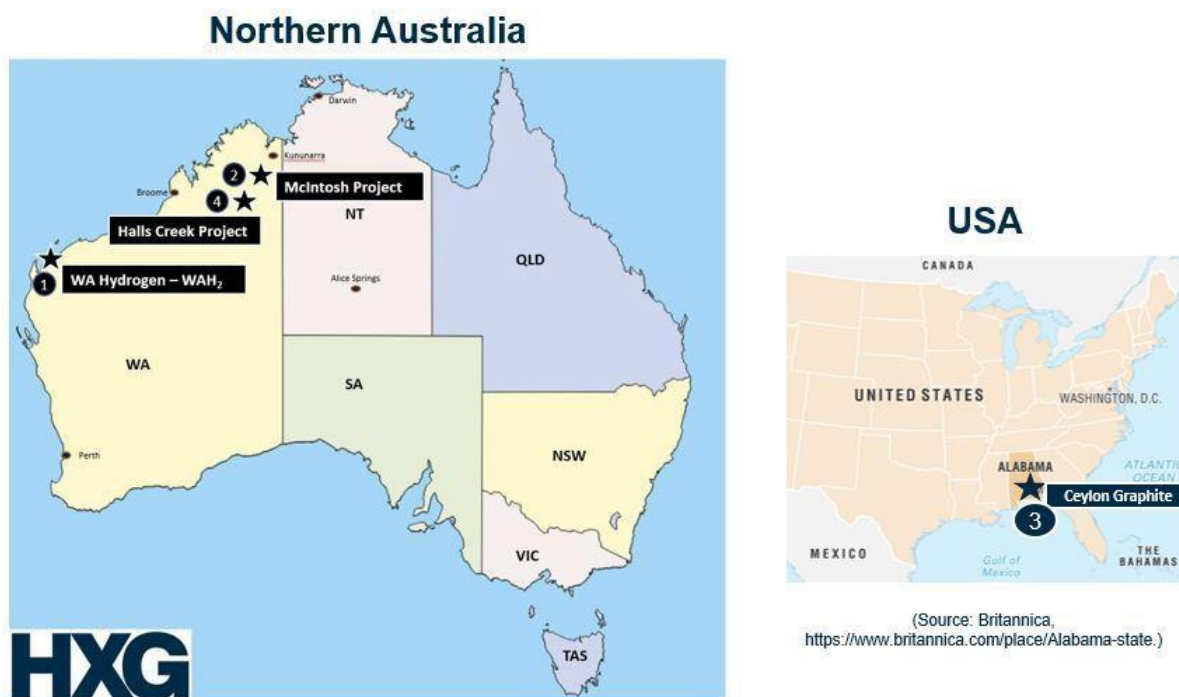 Northern Australia
Darwin
Kununurra
Broome
2
McIntosh Project
4
Halls Creek Project
NT
1
WA Hydrogen – WAH₂
Alice Springs
QLD
WA
SA
Perth
NSW
VIC
TAS
HXG
USA
CANADA
UNITED STATES
WASHINGTON, D.C.
ALABAMA
ATLANTIC
OCEAN
Ceylon Graphite
3
MEXICO
Gulf of
Mexico
THE
BAHAMAS
(Source: Britannica,
https://www.britannica.com/place/Alabama-state.)